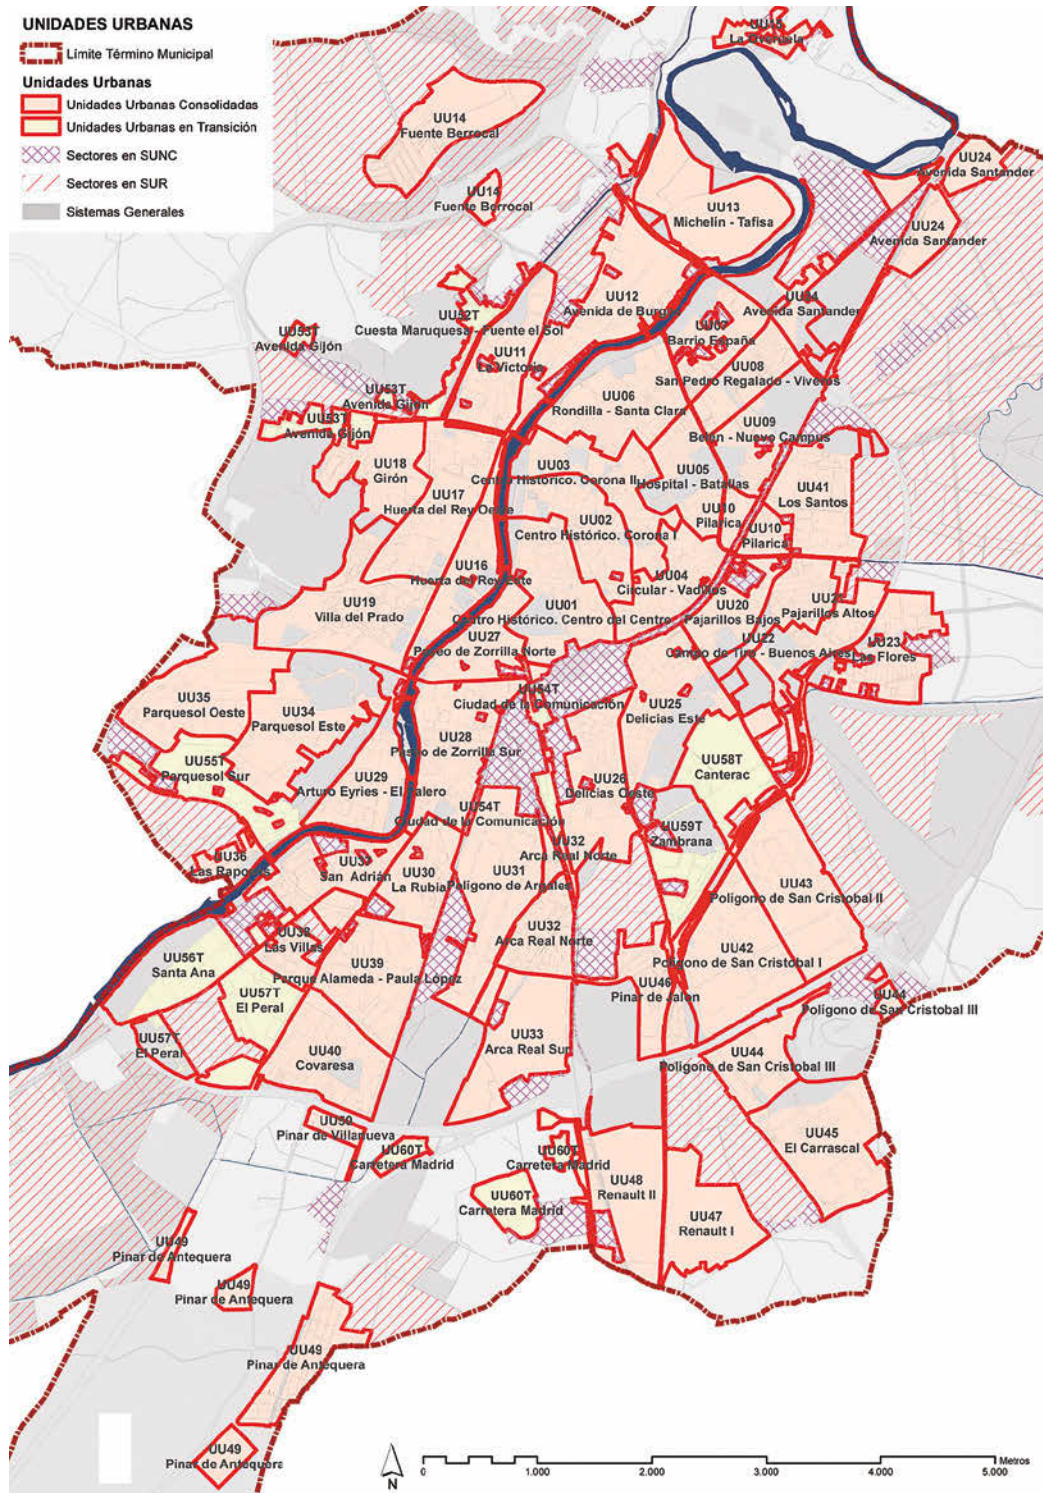 UNIDADES URBANAS
Límite Término Municipal
Unidades Urbanas
Unidades Urbanas Consolidadas
Unidades Urbanas en Transición
Sectores en SUNC
Sectores en SUR
Sistemas Generales
UU15
La Overuela
UU14
Fuente Berrocal
UU24
Avenida Santander
UU14
Fuente Berrocal
UU13
Michelín - Tafisa
UU24
Avenida Santander
UU12
Avenida de Burgos
UU24
Avenida Santander
UU52T
Cuesta Maruquesa - Fuente el Sol
UU07
Barrio España
UU53T
Avenida Gijón
UU11
La Victoria
UU08
San Pedro Regalado - Viveros
UU53T
Avenida Gijón
UU06
Rondilla - Santa Clara
UU53T
Avenida Gijón
UU09
Belén - Nuevo Campus
UU18
Girón
UU03
Centro Histórico. Corona II
UU05
Hospital - Batallas
UU41
Los Santos
UU17
Huerta del Rey Oeste
UU10
Pilarica
UU02
Centro Histórico. Corona I
UU10
Pilarica
UU16
Huerta del Rey Este
UU04
Circular - Vadillos
UU19
Villa del Prado
UU01
Centro Histórico. Centro del Centro
UU20
Pajarillos Bajos
UU21
Pajarillos Altos
UU27
Paseo de Zorrilla Norte
UU22
Campo de Tiro - Buenos Aires
UU23
Las Flores
UU35
Parquesol Oeste
UU34
Parquesol Este
UU54T
Ciudad de la Comunicación
UU25
Delicias Este
UU28
Paseo de Zorrilla Sur
UU55T
Parquesol Sur
UU58T
Canterac
UU29
Arturo Eyries - El Palero
UU26
Delicias Oeste
UU54T
Ciudad de la Comunicación
UU59T
Zambrana
UU36
Las Raposas
UU37
San Adrián
UU30
La Rubia
UU31
Polígono de Argales
UU32
Arca Real Norte
UU43
Polígono de San Cristobal II
UU38
Las Villas
UU32
Arca Real Norte
UU56T
Santa Ana
UU39
Parque Alameda - Paula López
UU42
Polígono de San Cristobal I
UU57T
El Peral
UU46
Pinar de Jalón
UU44
Polígono de San Cristobal III
UU57T
El Peral
UU33
Arca Real Sur
UU40
Covaresa
UU44
Polígono de San Cristobal III
UU50
Pinar de Villanueva
UU45
El Carrascal
UU60T
Carretera Madrid
UU60T
Carretera Madrid
UU48
Renault II
UU60T
Carretera Madrid
UU47
Renault I
UU49
Pinar de Antequera
UU49
Pinar de Antequera
UU49
Pinar de Antequera
UU49
Pinar de Antequera
N
0 1.000 2.000 3.000 4.000 5.000 Metros